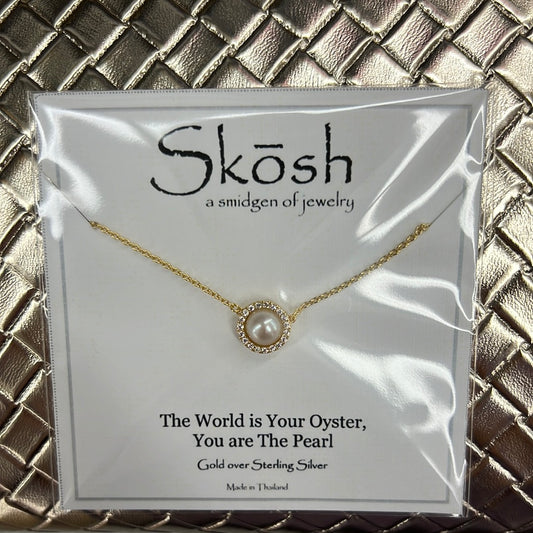 Skōsh
a smidgen of jewelry
The World is Your Oyster,
You are The Pearl
Gold over Sterling Silver
Made in Thailand